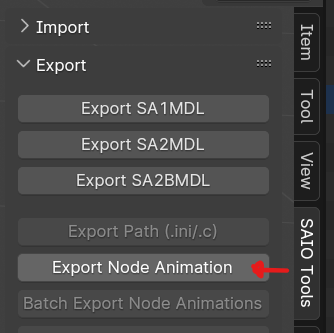 Import
Export
Export SA1MDL
Export SA2MDL
Export SA2BMDL
Export Path (.ini/.c)
Export Node Animation
Batch Export Node Animations
Item
Tool
View
SAIO Tools